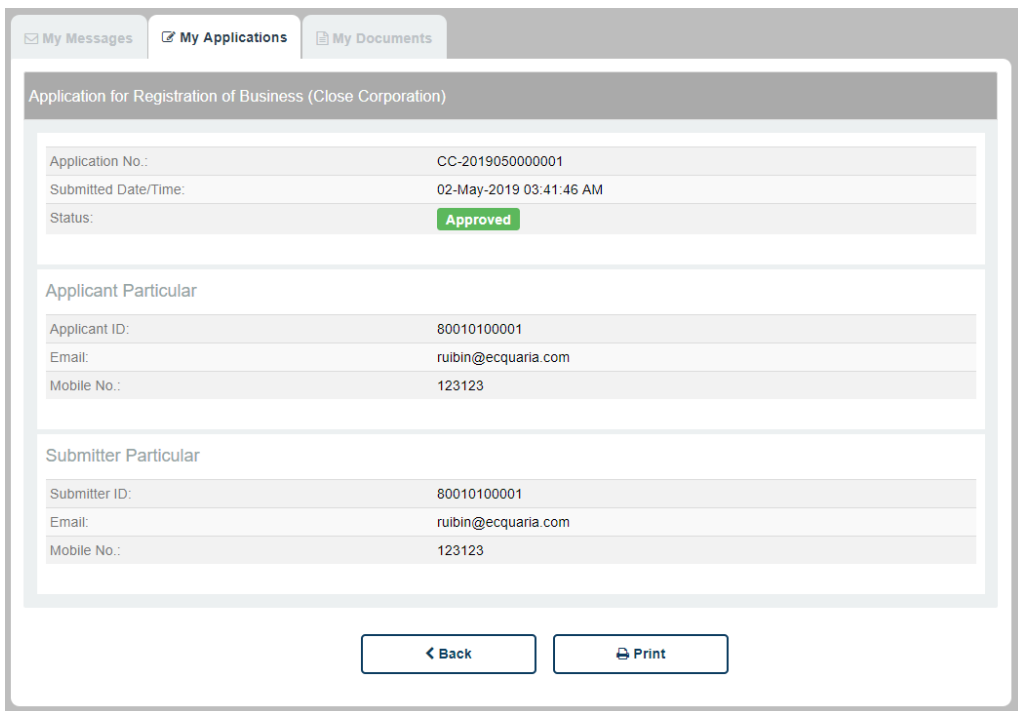 My Messages My Applications My Documents
Application for Registration of Business (Close Corporation)
Application No.: CC-2019050000001
Submitted Date/Time: 02-May-2019 03:41:46 AM
Status: Approved
Applicant Particular
Applicant ID: 80010100001
Email: ruibin@ecquaria.com
Mobile No.: 123123
Submitter Particular
Submitter ID: 80010100001
Email: ruibin@ecquaria.com
Mobile No.: 123123
Back Print